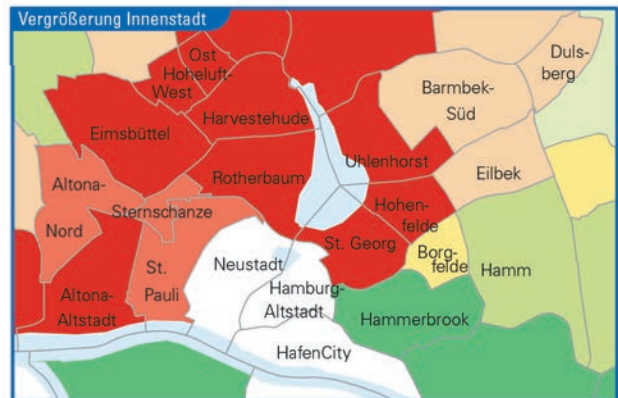 Vergrößerung Innenstadt
Ost
Hoheluft-
West
Duls-
berg
Barmbek-
Süd
Eimsbüttel
Harvestehude
Uhlenhorst
Eilbek
Altona-
Nord
Sternschanze
Rotherbaum
Hohen-
felde
St. Georg
Borg-
felde
Hamm
St.
Pauli
Neustadt
Altona-
Altstadt
Hamburg-
Altstadt
Hammerbrook
HafenCity